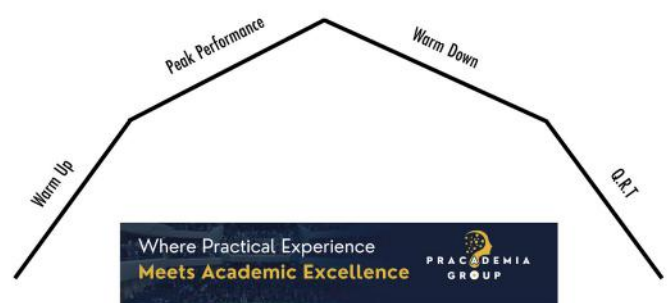 Peak Performance
Warm Down
Warm Up
Q.R.T
Where Practical Experience
Meets Academic Excellence
PRACADEMIA
GROUP